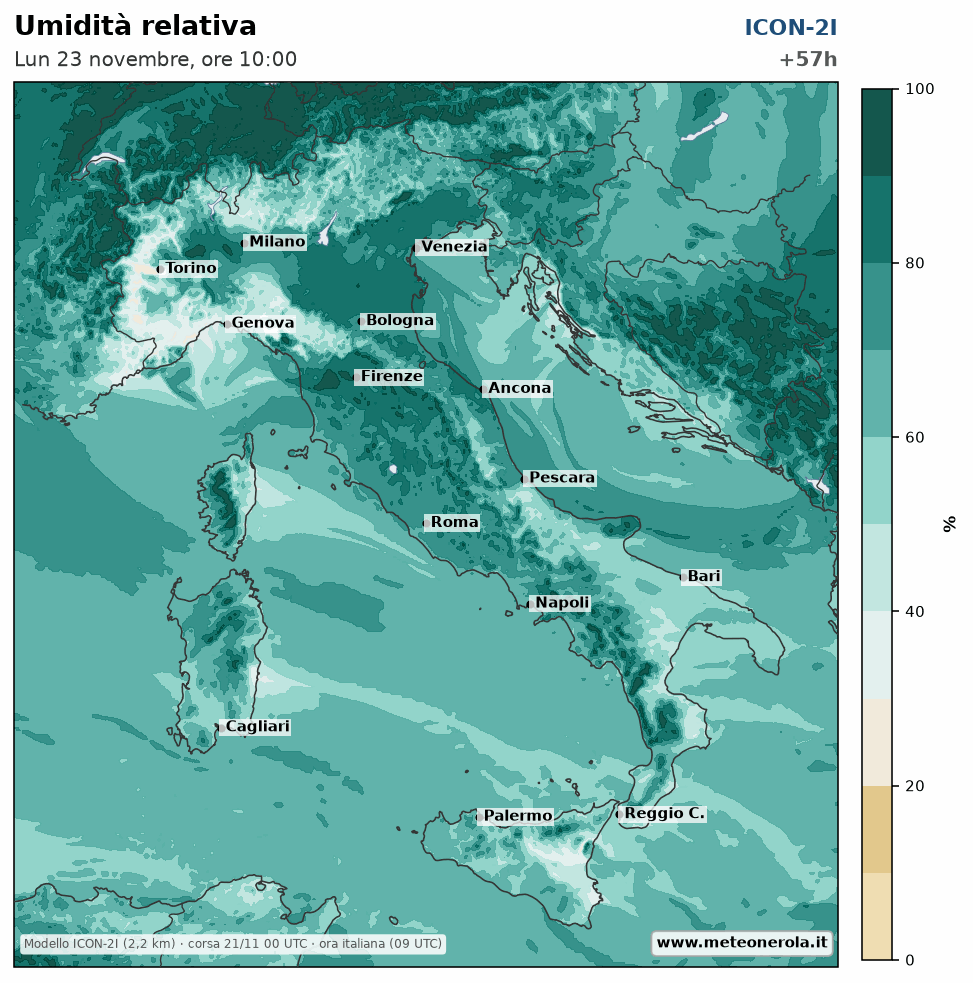 Umidità relativa
ICON-2I
Lun 23 novembre, ore 10:00
+57h
100
80
60
40
20
0
%
Milano
Venezia
Torino
Genova
Bologna
Firenze
Ancona
Pescara
Roma
Bari
Napoli
Cagliari
Palermo
Reggio C.
Modello ICON-2I (2,2 km) · corsa 21/11 00 UTC · ora italiana (09 UTC)
www.meteonerola.it